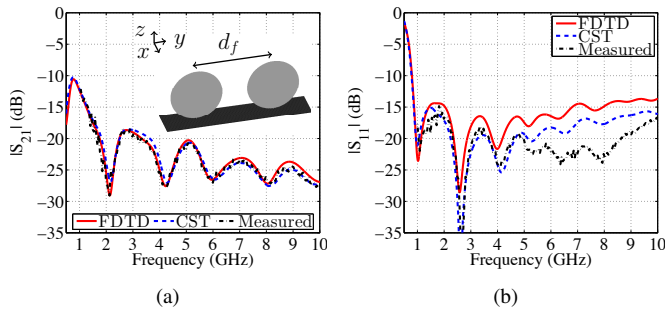 0
−5
−10
−15
−20
−25
−30
−35
|S21| (dB)
z
y
x
df
FDTD CST Measured
1 2 3 4 5 6 7 8 9 10
Frequency (GHz)
(a)
0
−5
−10
−15
−20
−25
−30
−35
|S11| (dB)
FDTD
CST
Measured
1 2 3 4 5 6 7 8 9 10
Frequency (GHz)
(b)